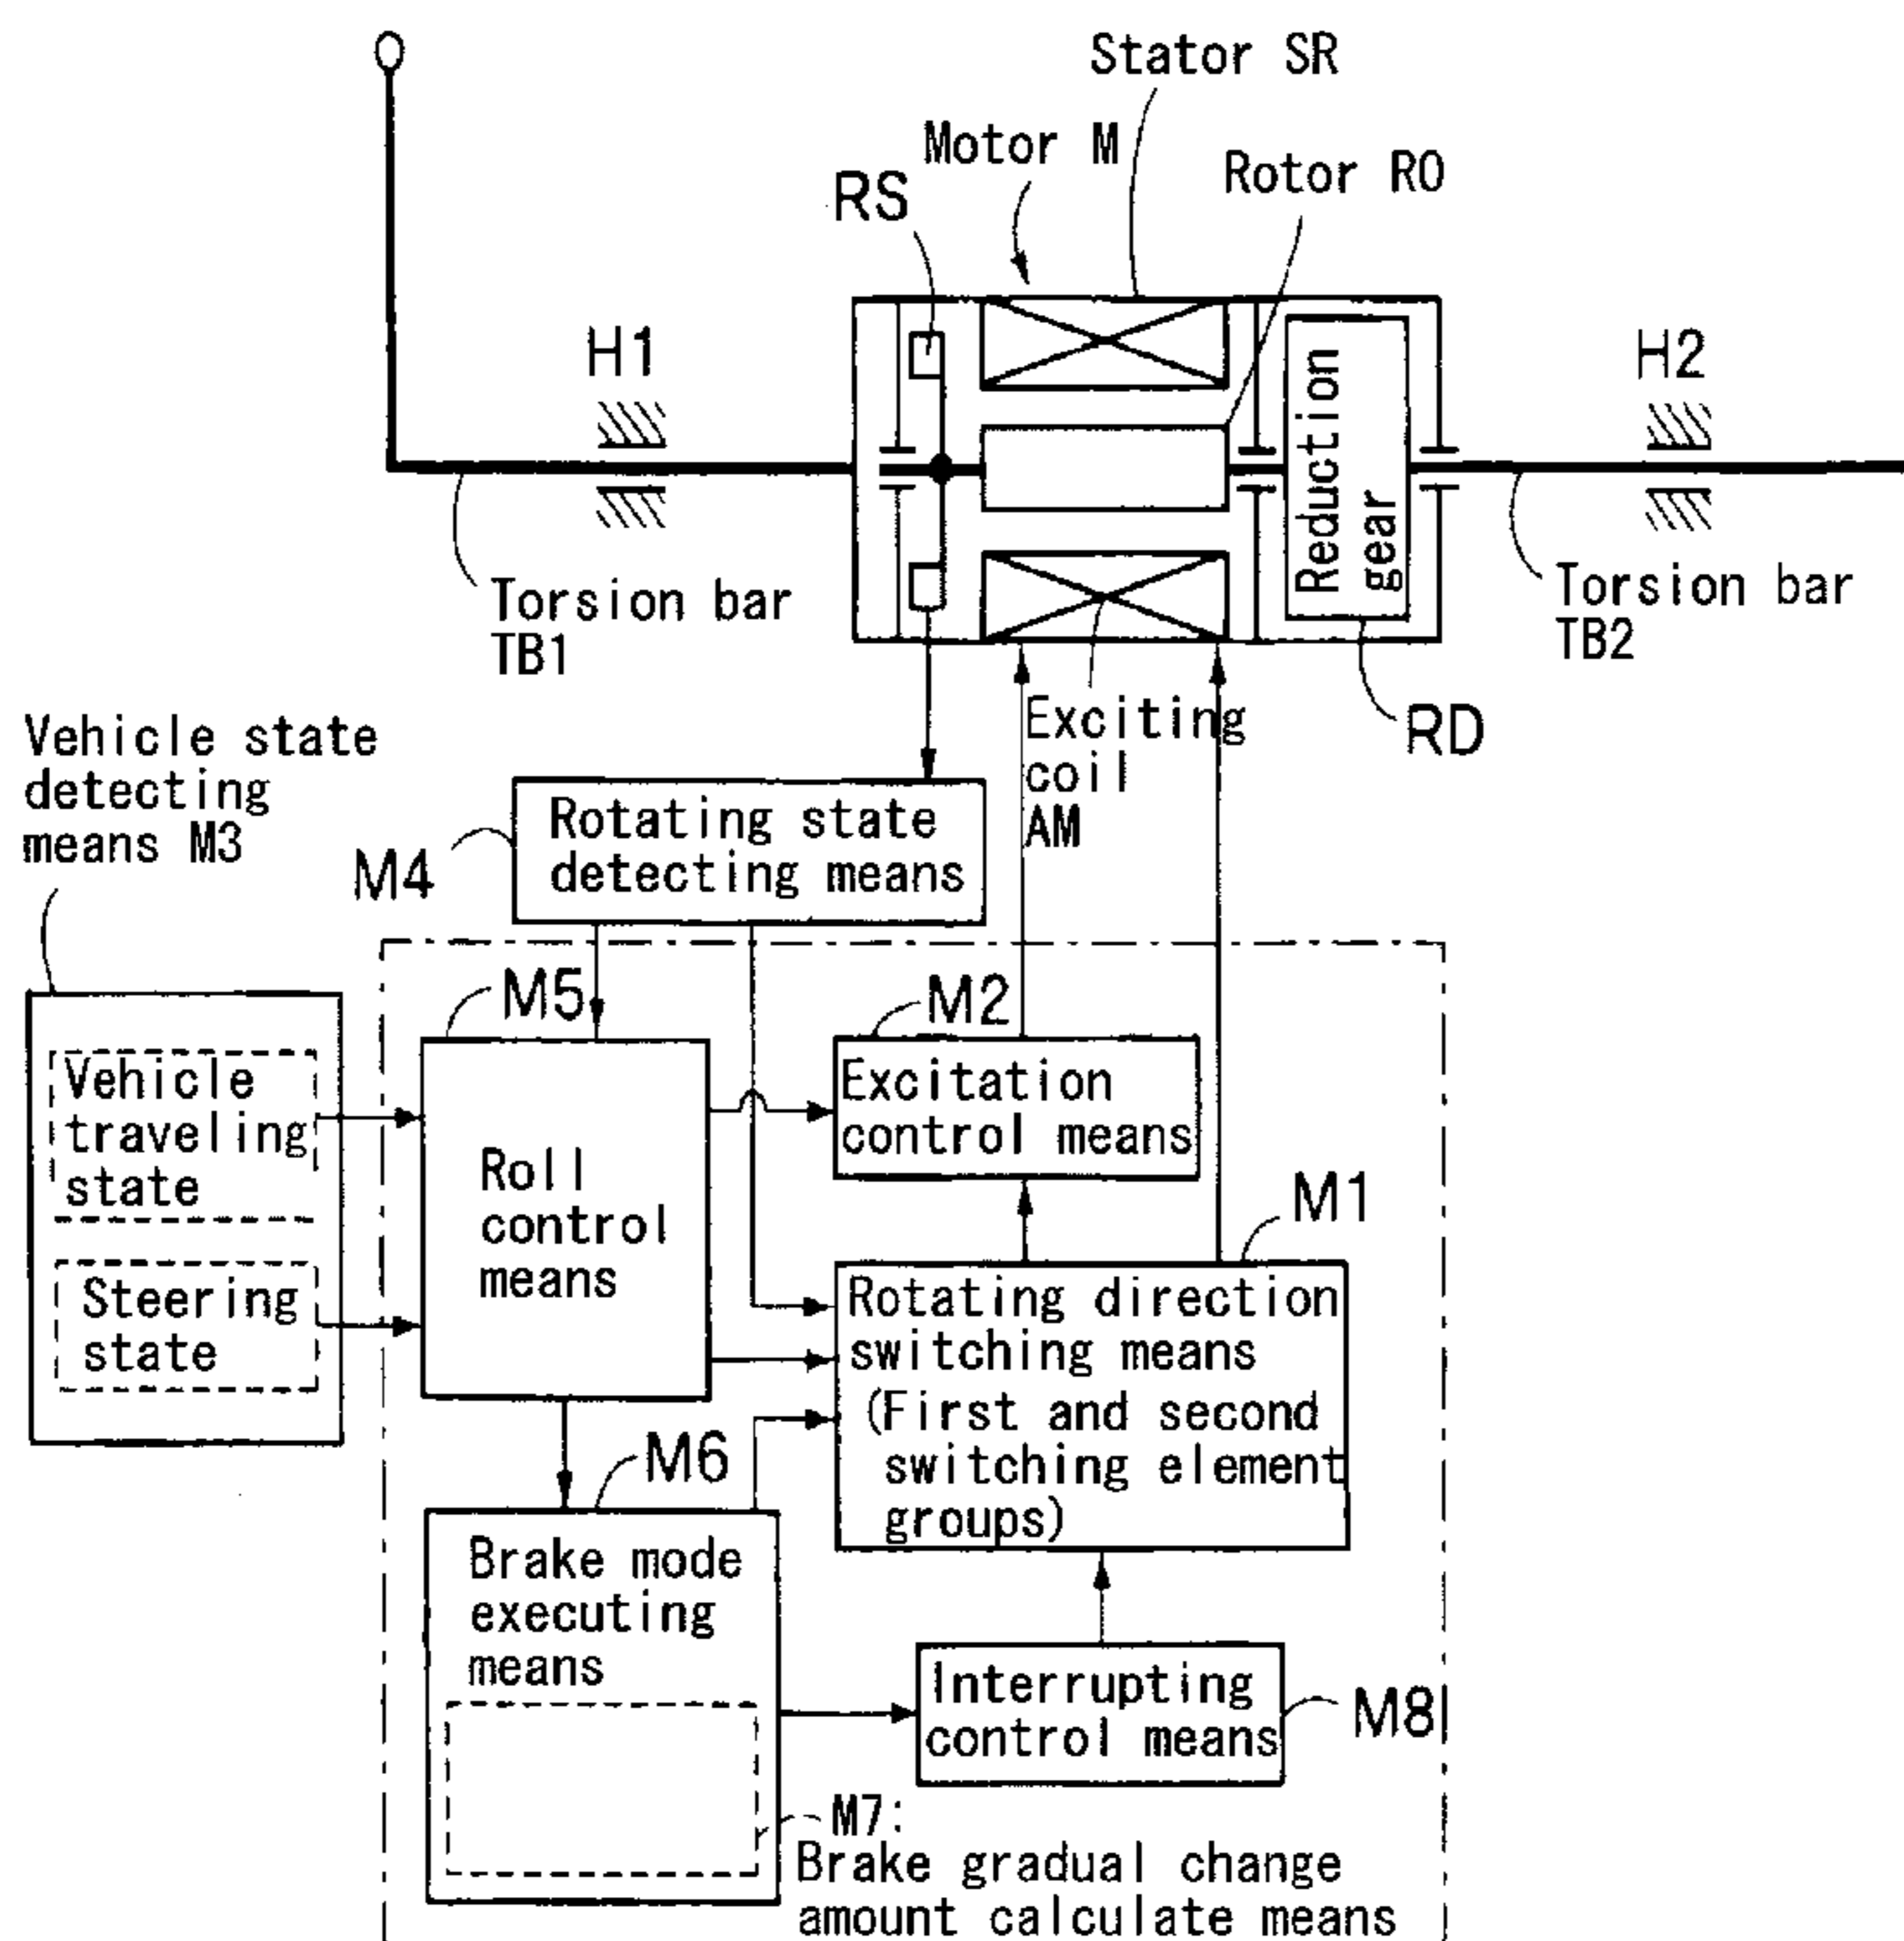 Stator SR
Motor M
Rotor RO
RS
H1
H2
Reduction
gear
Torsion bar
TB1
Torsion bar
TB2
Exciting
coil
AM
RD
Vehicle state
detecting
means M3
Rotating state
detecting means
M4
M5
M2
Vehicle
traveling
state
Excitation
control means
Roll
control
means
M1
Steering
state
Rotating direction
switching means
(First and second
switching element
groups)
M6
Brake mode
executing
means
Interrupting
control means
M8
M7:
Brake gradual change
amount calculate means